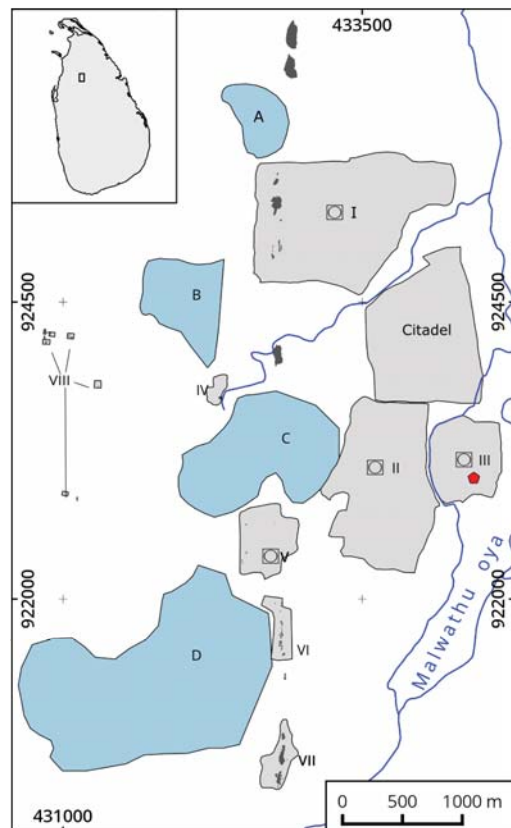 433500
A
I
924500
924500
B
Citadel
VIII
IV
C
II
III
V
922000
922000
Malwathu oya
D
VI
VII
431000
0 500 1000 m